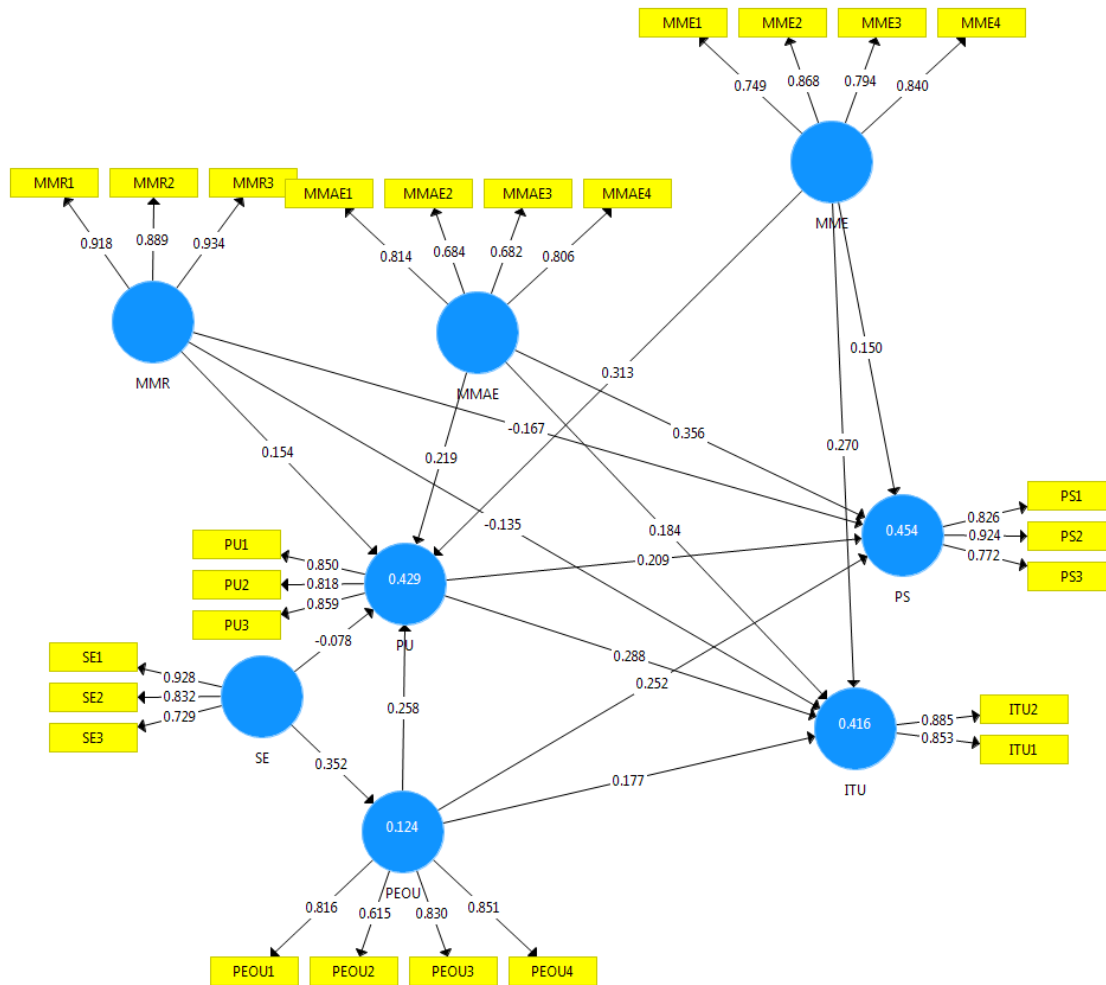 MME1 MME2 MME3 MME4
0.749 0.868 0.794 0.840
MME
MMR1 MMR2 MMR3
0.918 0.889 0.934
MMR
MMAE1 MMAE2 MMAE3 MMAE4
0.814 0.684 0.682 0.806
MMAE
0.313
0.150
-0.167
0.356
0.270
0.154
0.219
-0.135
0.184
0.209
PU1 0.850
PU2 0.818
PU3 0.859
0.429
PU
0.454
PS
0.826 PS1
0.924 PS2
0.772 PS3
-0.078
0.288
0.258
0.252
SE1 0.928
SE2 0.832
SE3 0.729
SE
0.352
0.177
0.416
ITU
0.885 ITU2
0.853 ITU1
0.124
PEOU
0.816 0.615 0.830 0.851
PEOU1 PEOU2 PEOU3 PEOU4